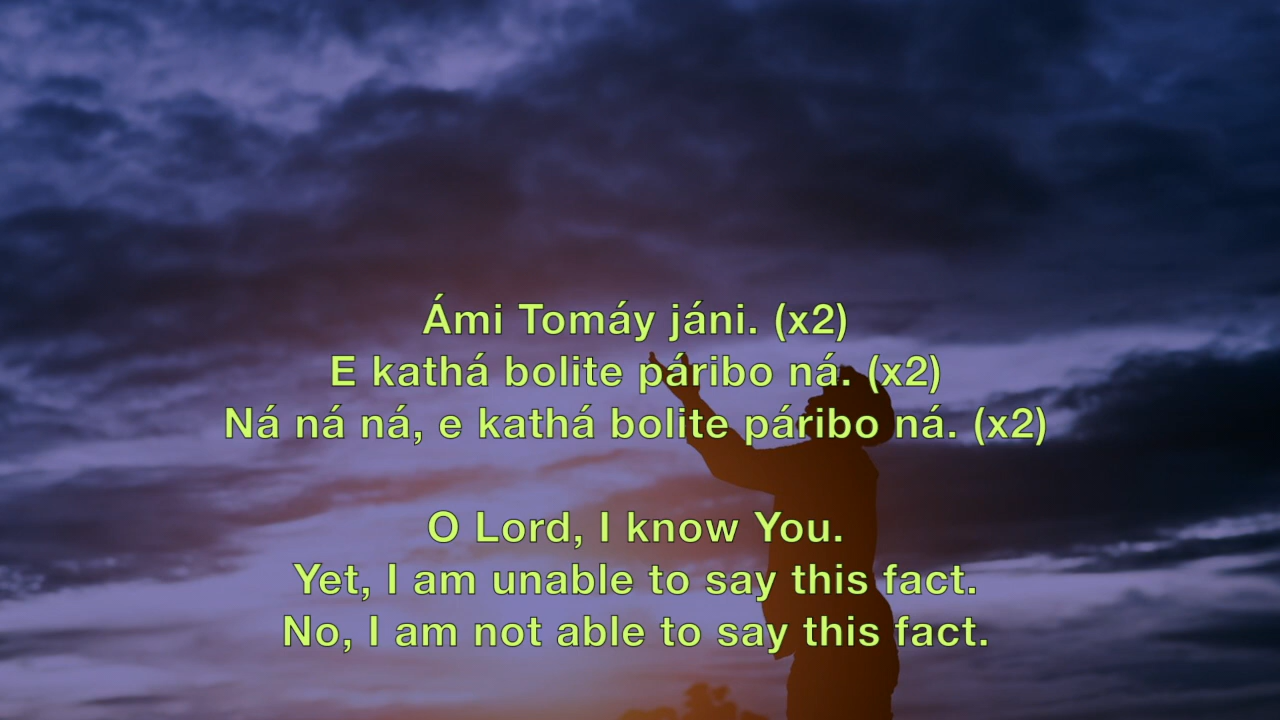 Ámi Tomáy jáni. (x2)
E kathá bolite páribo ná. (x2)
Ná ná ná, e kathá bolite páribo ná. (x2)
O Lord, I know You.
Yet, I am unable to say this fact.
No, I am not able to say this fact.